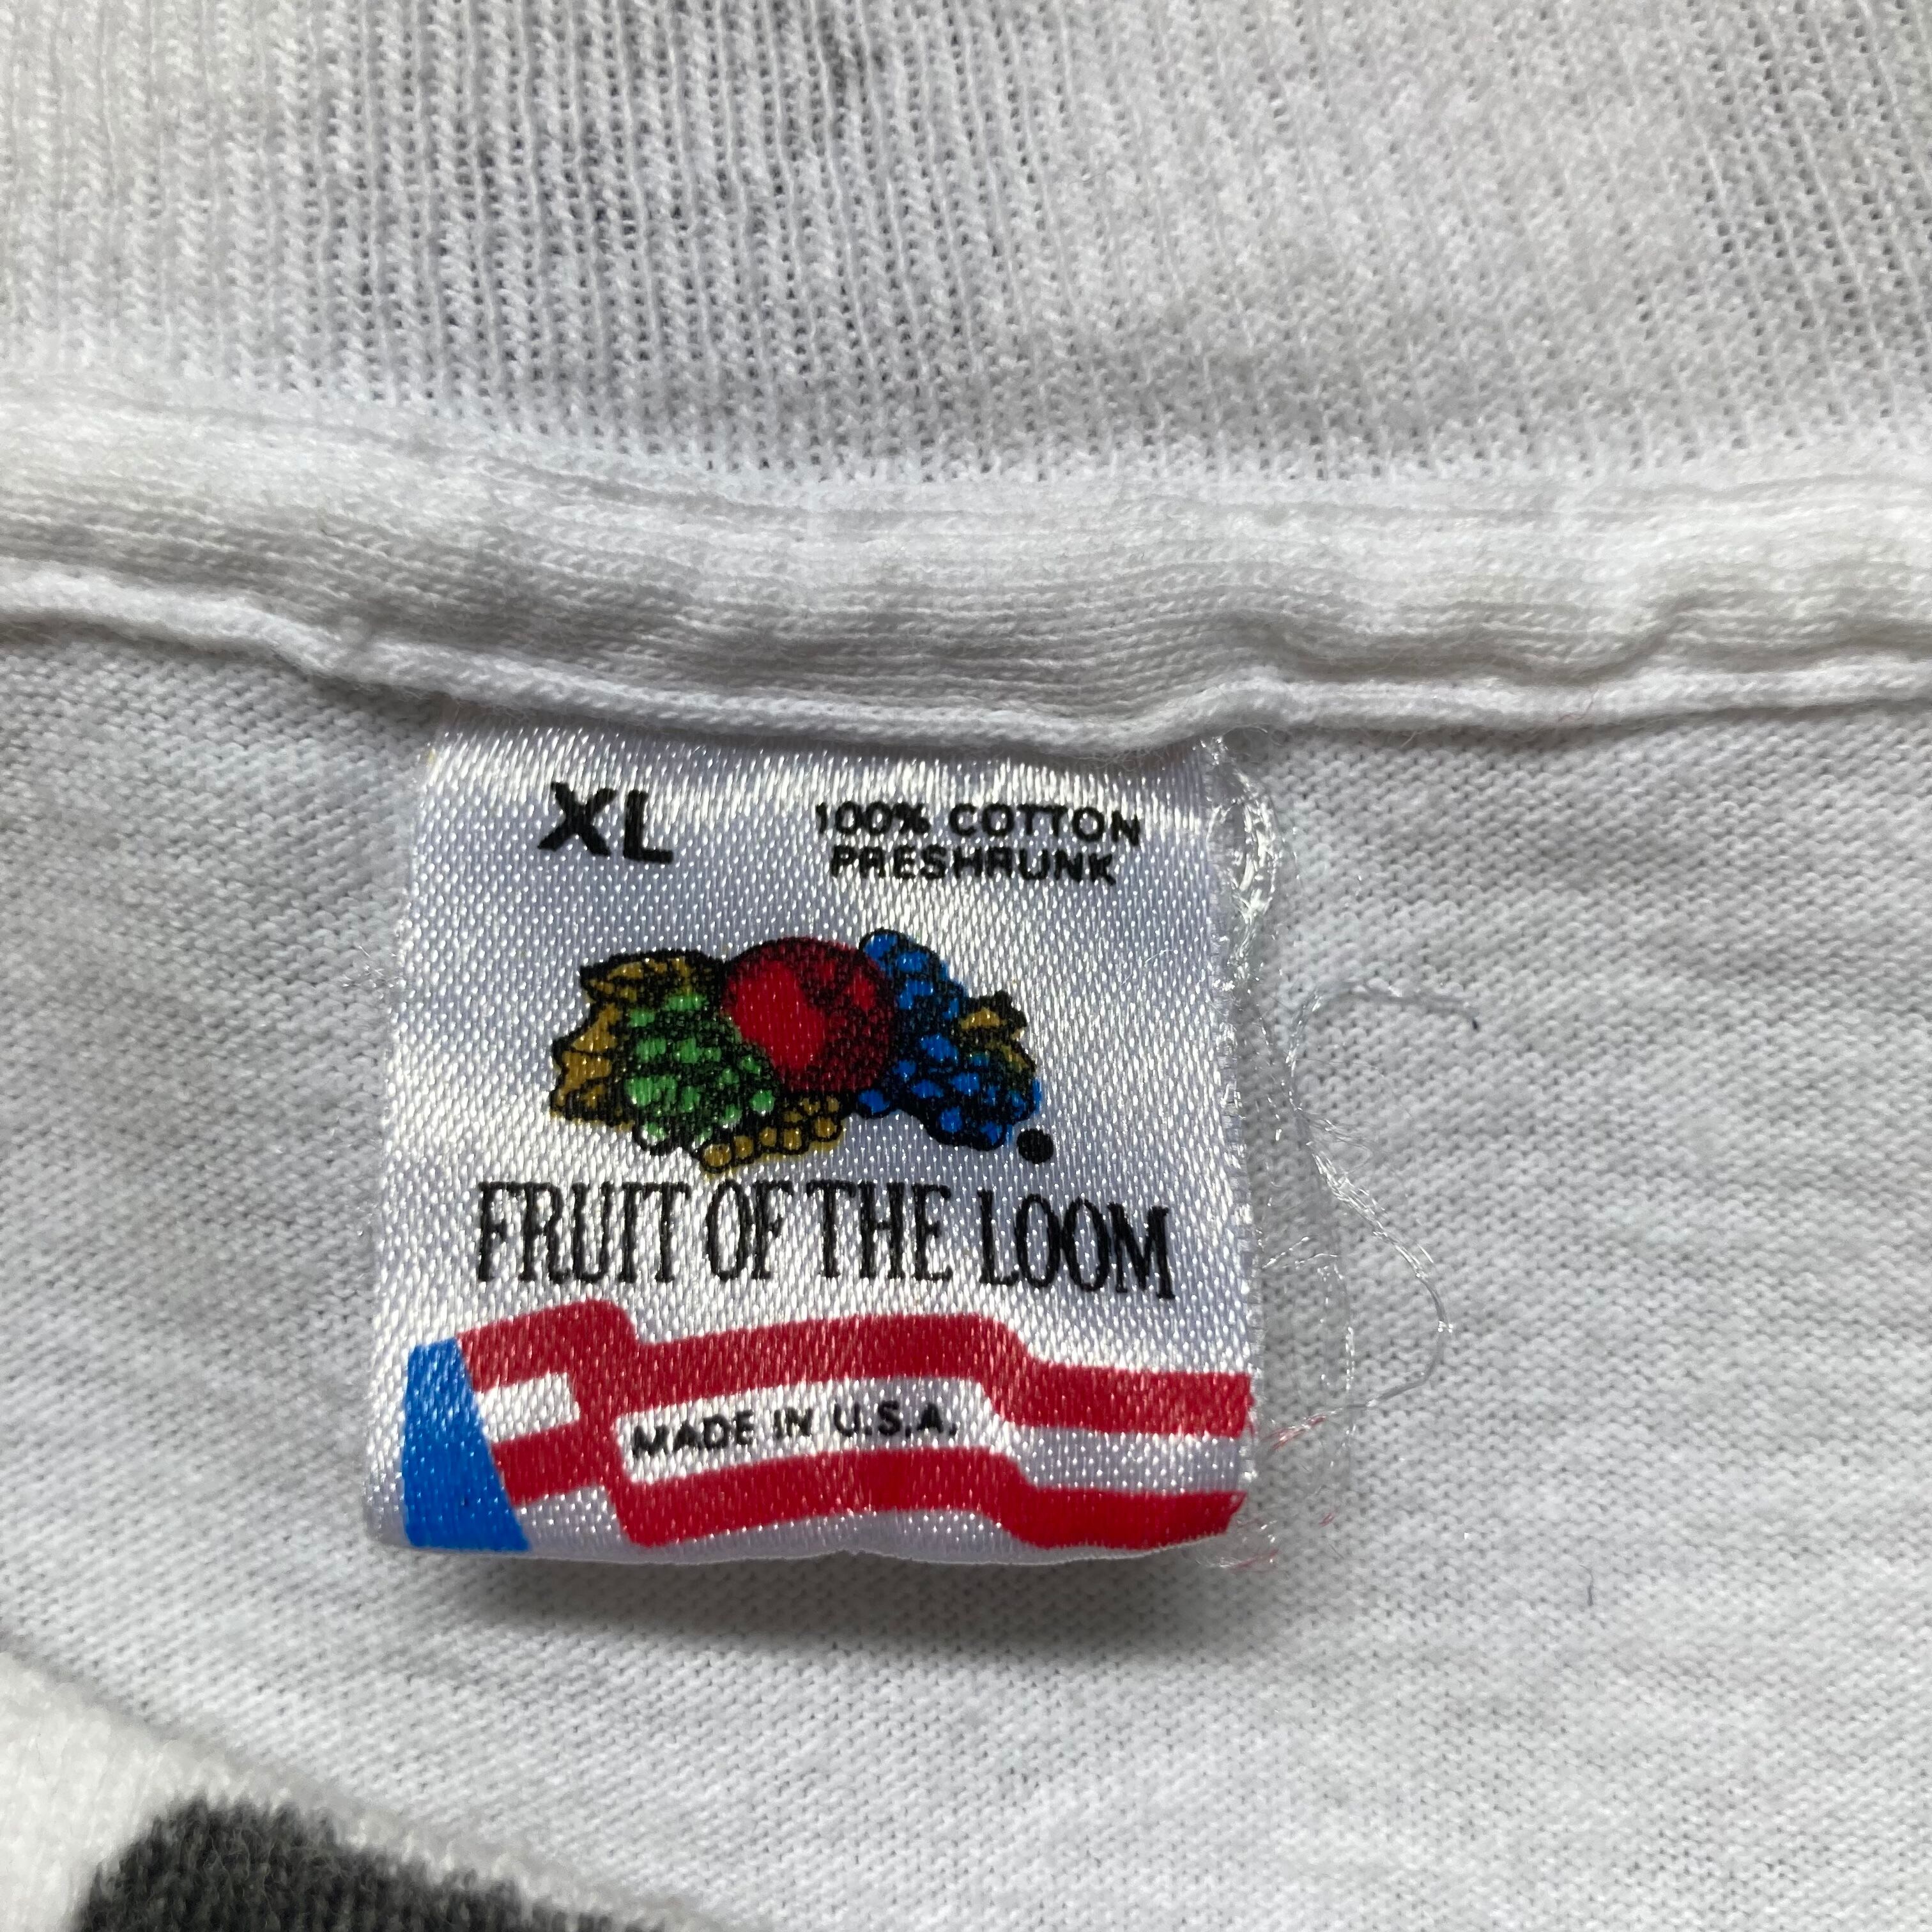 XL
100% COTTON
PRESHRUNK
FRUIT OF THE LOOM
MADE IN U.S.A.